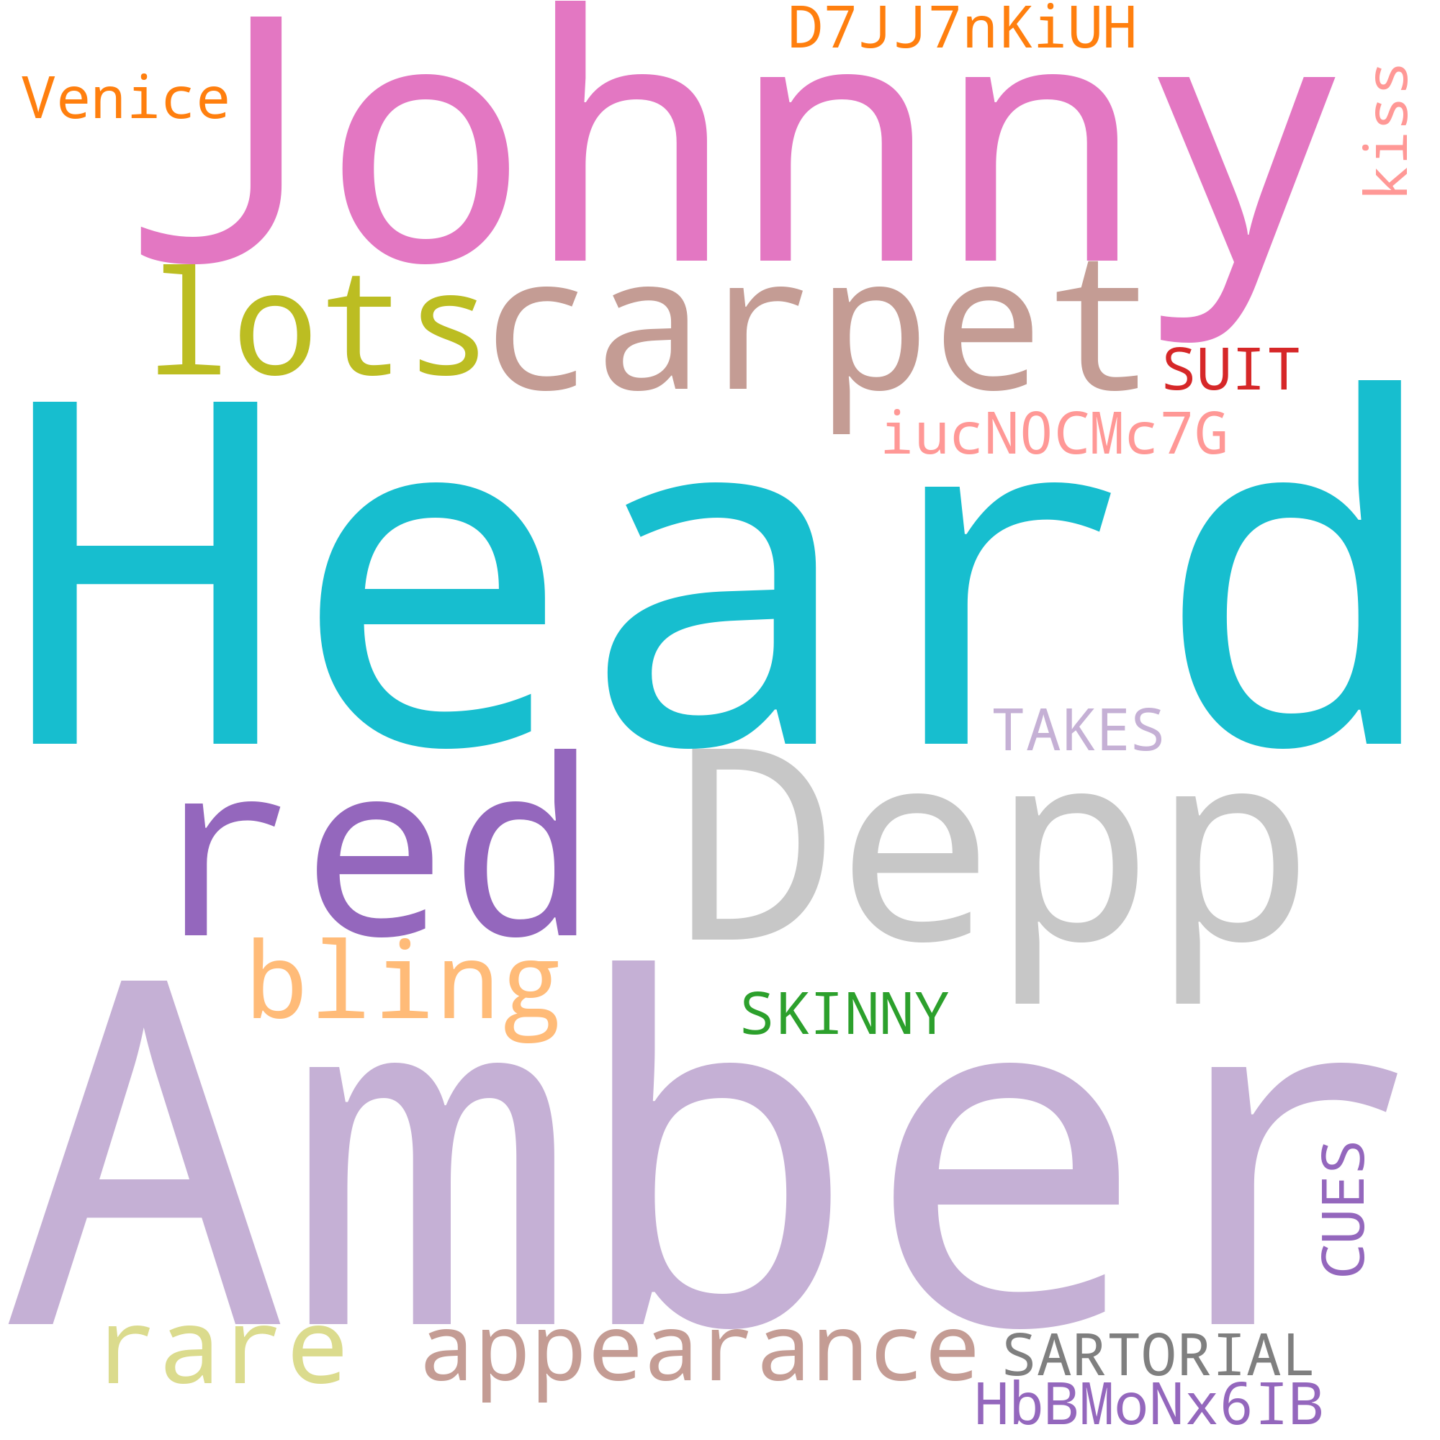 D7JJ7nKiUH
Venice
Johnny
kiss
lots
carpet
SUIT
iucNOCMc7G
Heard
TAKES
red
Depp
bling
SKINNY
Amber
CUES
rare
appearance
SARTORIAL
HbBMoNx6IB